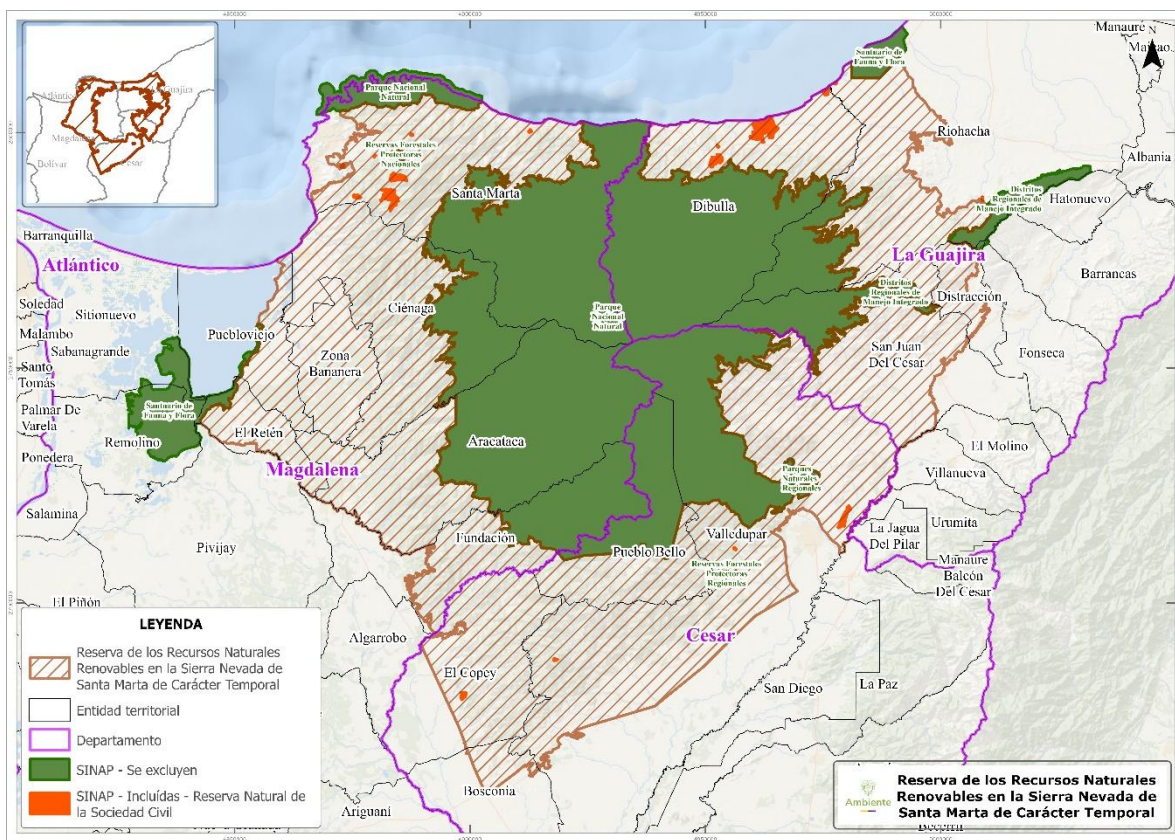 Atlántico
La Guajira
Magdalena
Bolívar
Cesar
Manaure
N
Maicao
Santuario de
Fauna y Flora
Parque Nacional
Natural
Riohacha
Albania
Reservas Forestales
Protectoras
Nacionales
Santa Marta
Dibulla
Distritos
Regionales de
Manejo Integrado
Hatonuevo
Barranquilla
Atlántico
La Guajira
Barrancas
Soledad
Sitionuevo
Ciénaga
Distritos
Regionales de
Manejo Integrado
Distracción
Malambo
Puebloviejo
Parque
Nacional
Natural
Sabanagrande
Zona
Bananera
San Juan
Del Cesar
Fonseca
Santo
Tomás
Palmar De
Varela
Santuario de
Fauna y Flora
El Retén
Aracataca
Remolino
El Molino
Ponedera
Magdalena
Parques
Naturales
Regionales
Villanueva
Salamina
Pivijay
Fundación
Valledupar
La Jagua
Del Pilar
Urumita
Pueblo Bello
Reservas Forestales
Protectoras
Regionales
Manaure
Balcón
Del Cesar
El Piñón
Algarrobo
Cesar
El Copey
San Diego
La Paz
Bosconia
Ariguaní
Becerril
LEYENDA
Reserva de los Recursos Naturales
Renovables en la Sierra Nevada de
Santa Marta de Carácter Temporal
Entidad territorial
Departamento
SINAP - Se excluyen
SINAP - Incluídas - Reserva Natural de
la Sociedad Civil
Ambiente
Reserva de los Recursos Naturales
Renovables en la Sierra Nevada de
Santa Marta de Carácter Temporal